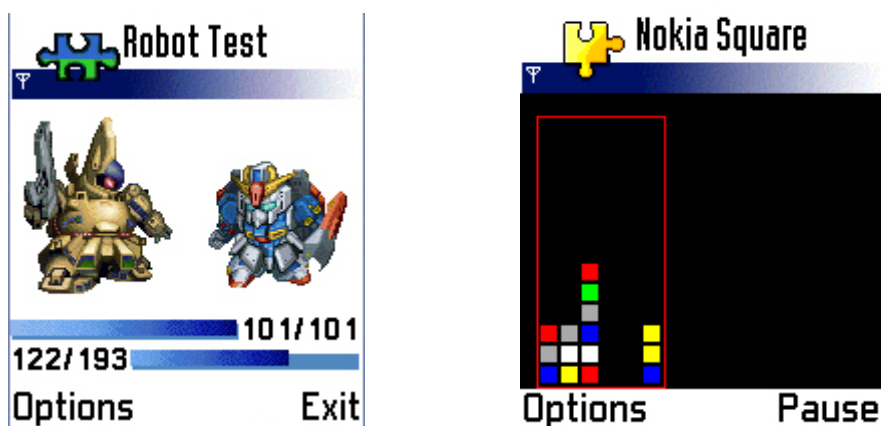 Robot Test
101/101
122/193
Options Exit
Nokia Square
Options Pause